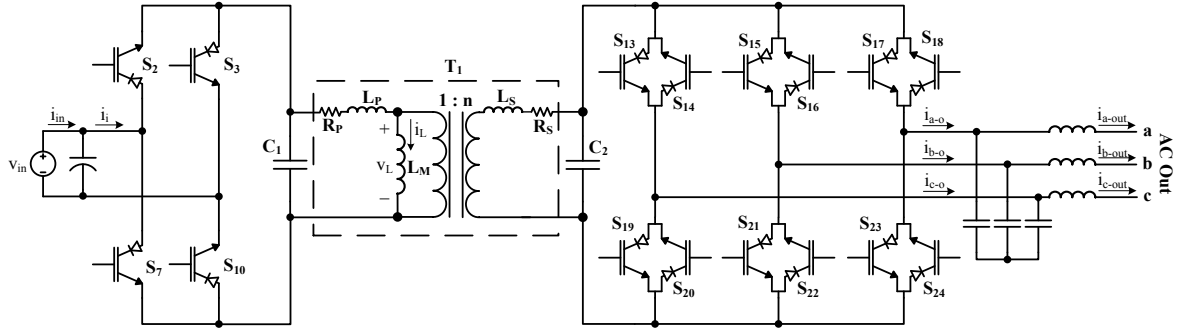 S2
S3
S13
S14
S15
S16
S17
S18
T1
LP
1 : n
LS
RP
RS
iL
+
vL
LM
−
C1
C2
iin
ii
vin
+
−
S7
S10
S19
S20
S21
S22
S23
S24
ia-o
ia-out
a
ib-o
ib-out
b
ic-o
ic-out
c
AC Out